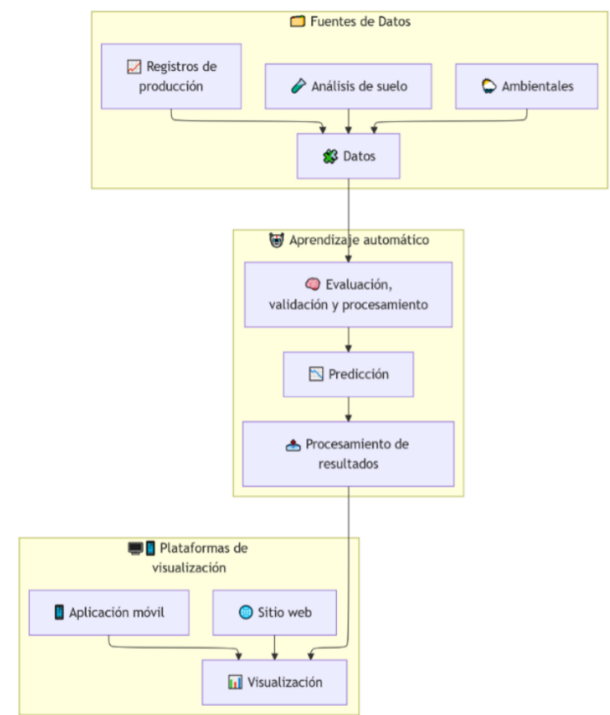 🗂️ Fuentes de Datos
📈 Registros de
producción
🧪 Análisis de suelo
🌦️ Ambientales
🧩 Datos
🤖 Aprendizaje automático
🧠 Evaluación,
validación y procesamiento
📉 Predicción
📤 Procesamiento de
resultados
🖥️📱 Plataformas de
visualización
📱 Aplicación móvil
🌐 Sitio web
📊 Visualización